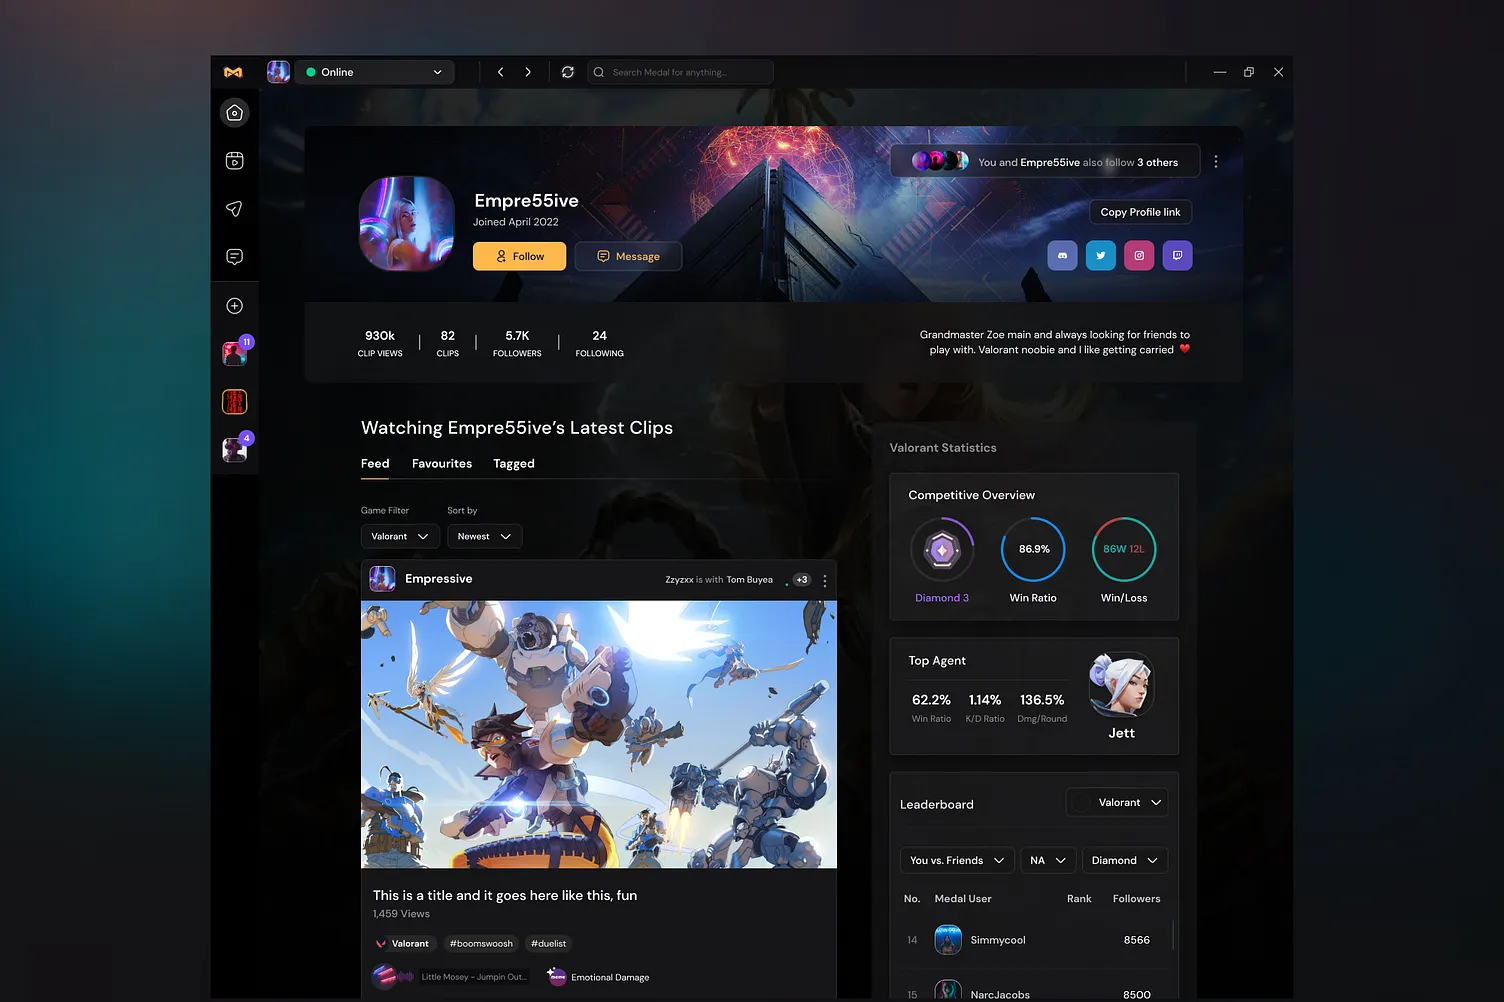 Online
Search Medal for anything...
You and Empre55ive also follow 3 others
Empre55ive
Joined April 2022
Copy Profile link
Follow
Message
930k
CLIP VIEWS
82
CLIPS
5.7K
FOLLOWERS
24
FOLLOWING
Grandmaster Zoe main and always looking for friends to
play with. Valorant noobie and I like getting carried ❤️
11
4
Watching Empre55ive’s Latest Clips
Feed
Favourites
Tagged
Game Filter
Sort by
Valorant
Newest
Empressive
Zzyzxx is with Tom Buyea
+3
This is a title and it goes here like this, fun
1,459 Views
Valorant
#boomswoosh
#duelist
Little Mosey - Jumpin Out...
Emotional Damage
Valorant Statistics
Competitive Overview
86.9%
86W 12L
Diamond 3
Win Ratio
Win/Loss
Top Agent
62.2%
1.14%
136.5%
Win Ratio
K/D Ratio
Dmg/Round
Jett
Leaderboard
Valorant
You vs. Friends
NA
Diamond
No.
Medal User
Rank
Followers
14
Simmycool
8566
15
NarcJacobs
8500